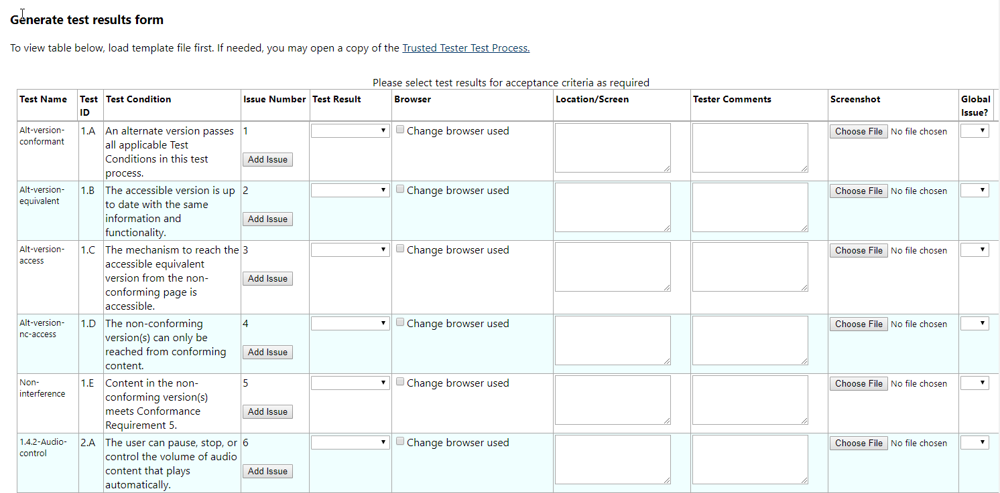 Generate test results form
To view table below, load template file first. If needed, you may open a copy of the Trusted Tester Test Process.
Please select test results for acceptance criteria as required
Test Name Test ID Test Condition Issue Number Test Result Browser Location/Screen Tester Comments Screenshot Global Issue?
Alt-version-
conformant
1.A
An alternate version passes
all applicable Test
Conditions in this test
process.
1
Add Issue
Change browser used
Choose File No file chosen
Alt-version-
equivalent
1.B
The accessible version is up
to date with the same
information and
functionality.
2
Add Issue
Change browser used
Choose File No file chosen
Alt-version-
access
1.C
The mechanism to reach the
accessible equivalent
version from the non-
conforming page is
accessible.
3
Add Issue
Change browser used
Choose File No file chosen
Alt-version-
nc-access
1.D
The non-conforming
version(s) can only be
reached from conforming
content.
4
Add Issue
Change browser used
Choose File No file chosen
Non-
interference
1.E
Content in the non-
conforming version(s)
meets Conformance
Requirement 5.
5
Add Issue
Change browser used
Choose File No file chosen
1.4.2-Audio-
control
2.A
The user can pause, stop, or
control the volume of audio
content that plays
automatically.
6
Add Issue
Change browser used
Choose File No file chosen